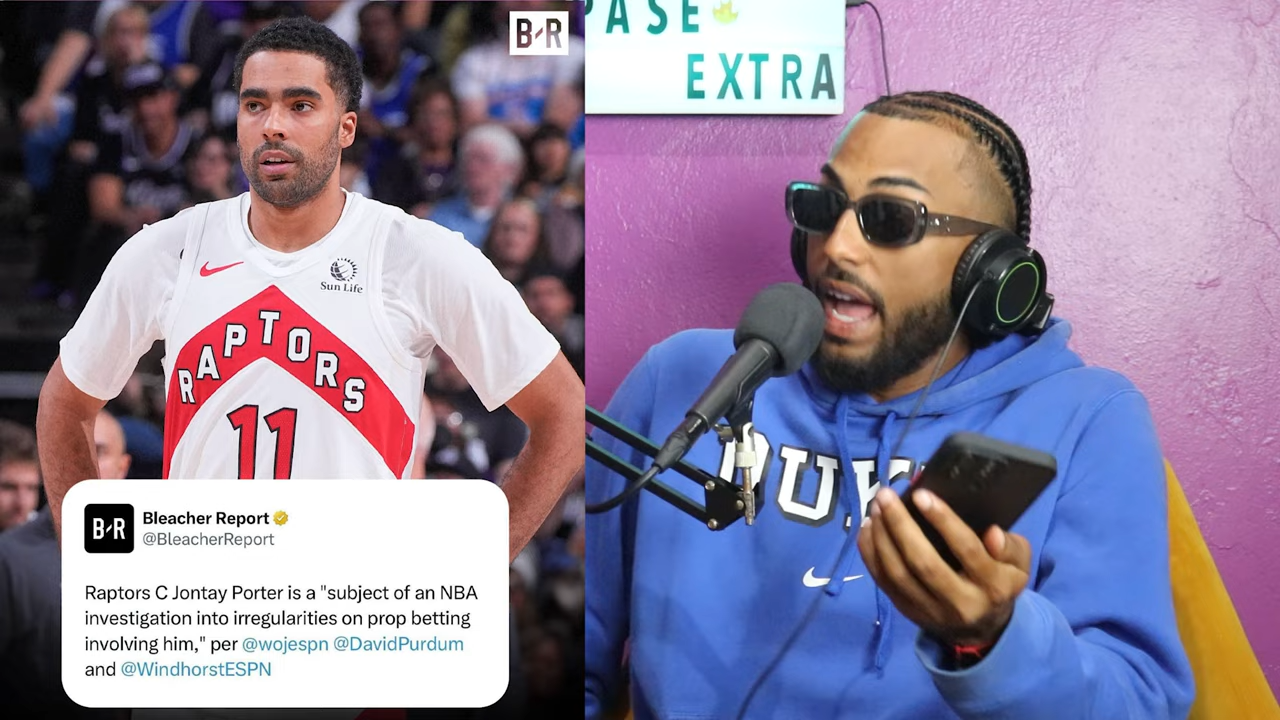 B/R
PASE
EXTRA
RAPTORS
11
Sun Life
DUK
B/R
Bleacher Report
@BleacherReport
Raptors C Jontay Porter is a "subject of an NBA
investigation into irregularities on prop betting
involving him," per @wojespn @DavidPurdum
and @WindhorstESPN